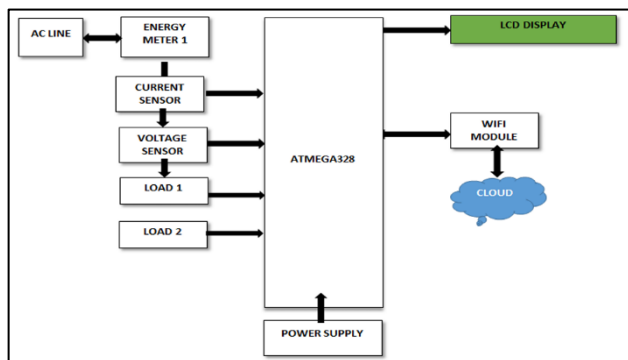 AC LINE
ENERGY
METER 1
CURRENT
SENSOR
VOLTAGE
SENSOR
LOAD 1
LOAD 2
ATMEGA328
POWER SUPPLY
LCD DISPLAY
WIFI
MODULE
CLOUD